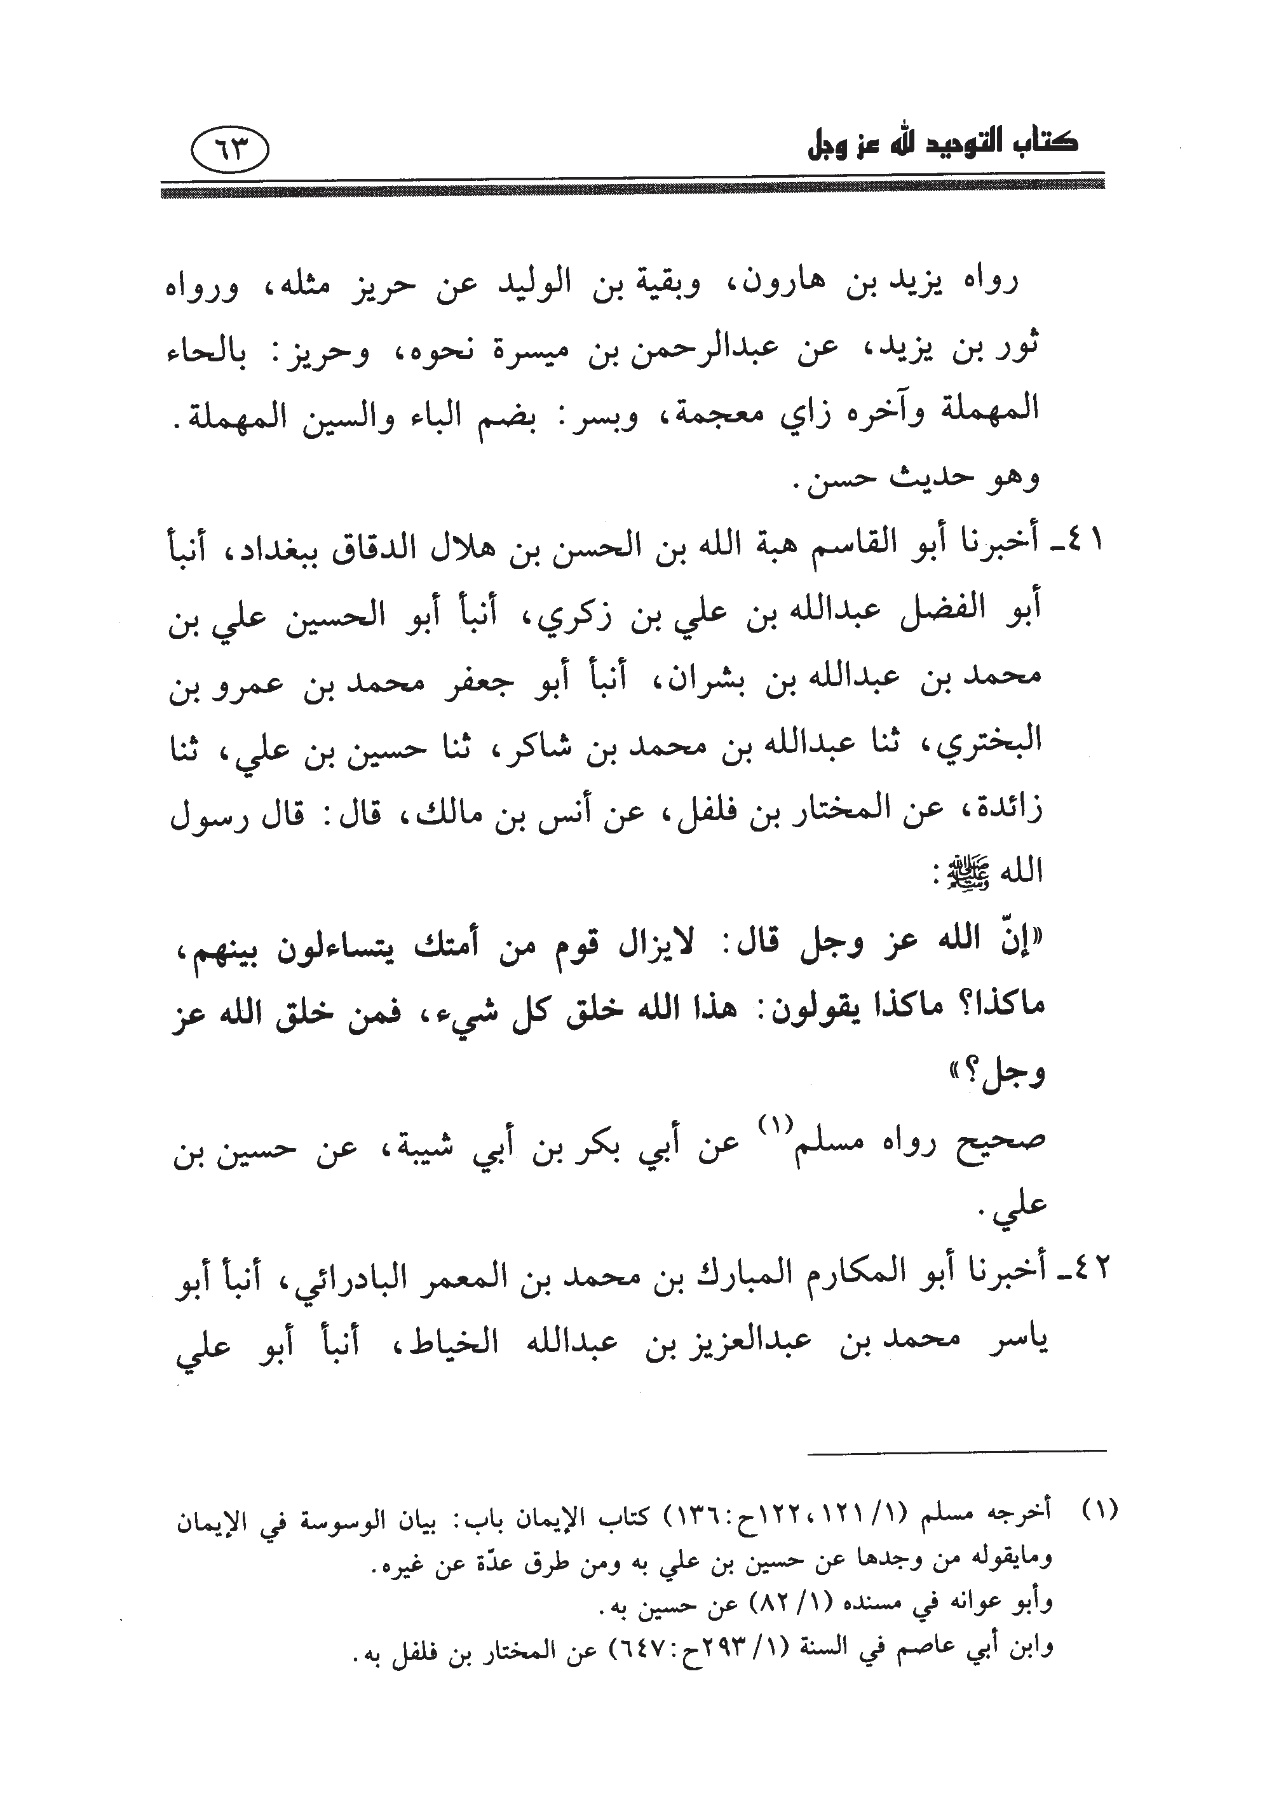 كتاب التوحيد لله عز وجل
٦٣
رواه يزيد بن هارون، وبقية بن الوليد عن حريز مثله، ورواه
ثور بن يزيد، عن عبدالرحمن بن ميسرة نحوه، وحريز: بالحاء
المهملة وآخره زاي معجمة، وبسر: بضم الباء والسين المهملة.
وهو حديث حسن.
٤١ـ أخبرنا أبو القاسم هبة الله بن الحسن بن هلال الدقاق ببغداد، أنبأ
أبو الفضل عبدالله بن علي بن زكري، أنبأ أبو الحسين علي بن
محمد بن عبدالله بن بشران، أنبأ أبو جعفر محمد بن عمرو بن
البختري، ثنا عبدالله بن محمد بن شاكر، ثنا حسين بن علي، ثنا
زائدة، عن المختار بن فلفل، عن أنس بن مالك، قال: قال رسول
الله ﷺ:
«إنّ الله عز وجل قال: لايزال قوم من أمتك يتساءلون بينهم،
ماكذا؟ ماكذا يقولون: هذا الله خلق كل شيء، فمن خلق الله عز
وجل؟»
صحيح رواه مسلم(١) عن أبي بكر بن أبي شيبة، عن حسين بن
علي.
٤٢ـ أخبرنا أبو المكارم المبارك بن محمد بن المعمر البادرائي، أنبأ أبو
ياسر محمد بن عبدالعزيز بن عبدالله الخياط، أنبأ أبو علي
(١) أخرجه مسلم (١/ ١٢١، ١٢٢ح:١٣٦) كتاب الإيمان باب: بيان الوسوسة في الإيمان
ومايقوله من وجدها عن حسين بن علي به ومن طرق عدّة عن غيره.
وأبو عوانه في مسنده (١/ ٨٢) عن حسين به.
وابن أبي عاصم في السنة (١/ ٢٩٣ح:٦٤٧) عن المختار بن فلفل به.